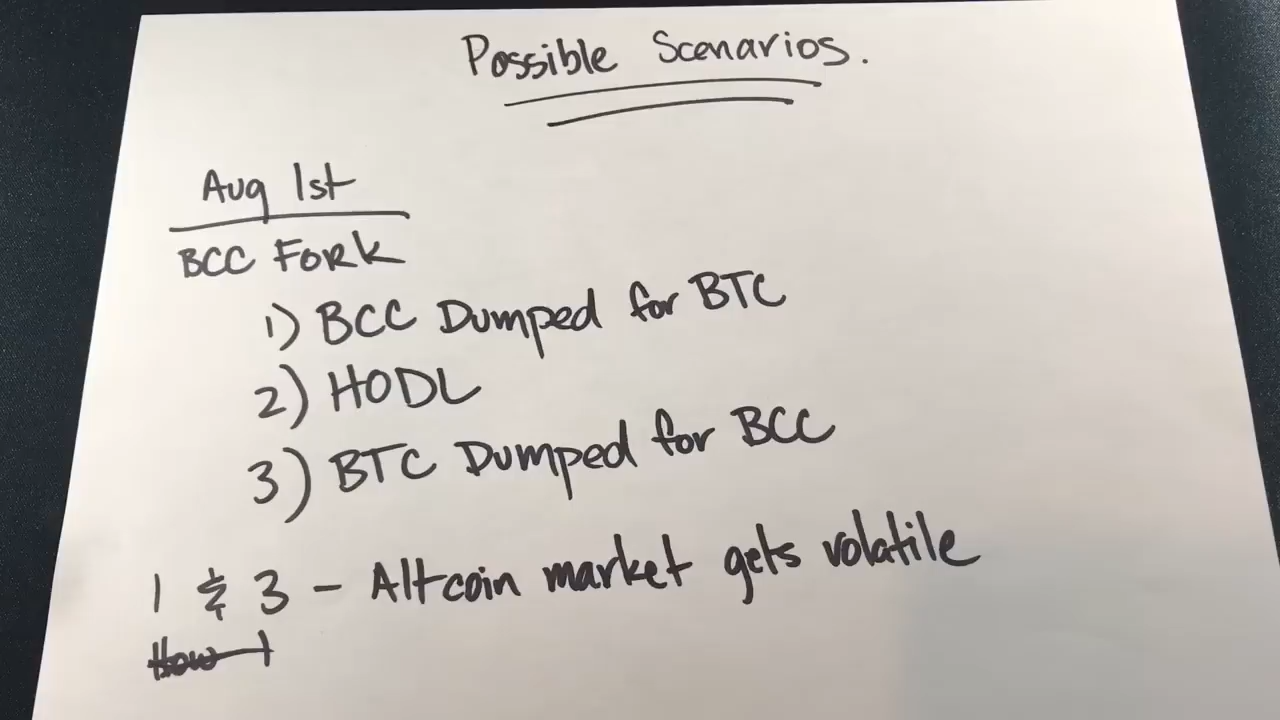 Possible Scenarios.
Aug 1st
BCC Fork
1) BCC Dumped for BTC
2) HODL
3) BTC Dumped for BCC
1 & 3 - Altcoin market gets volatile